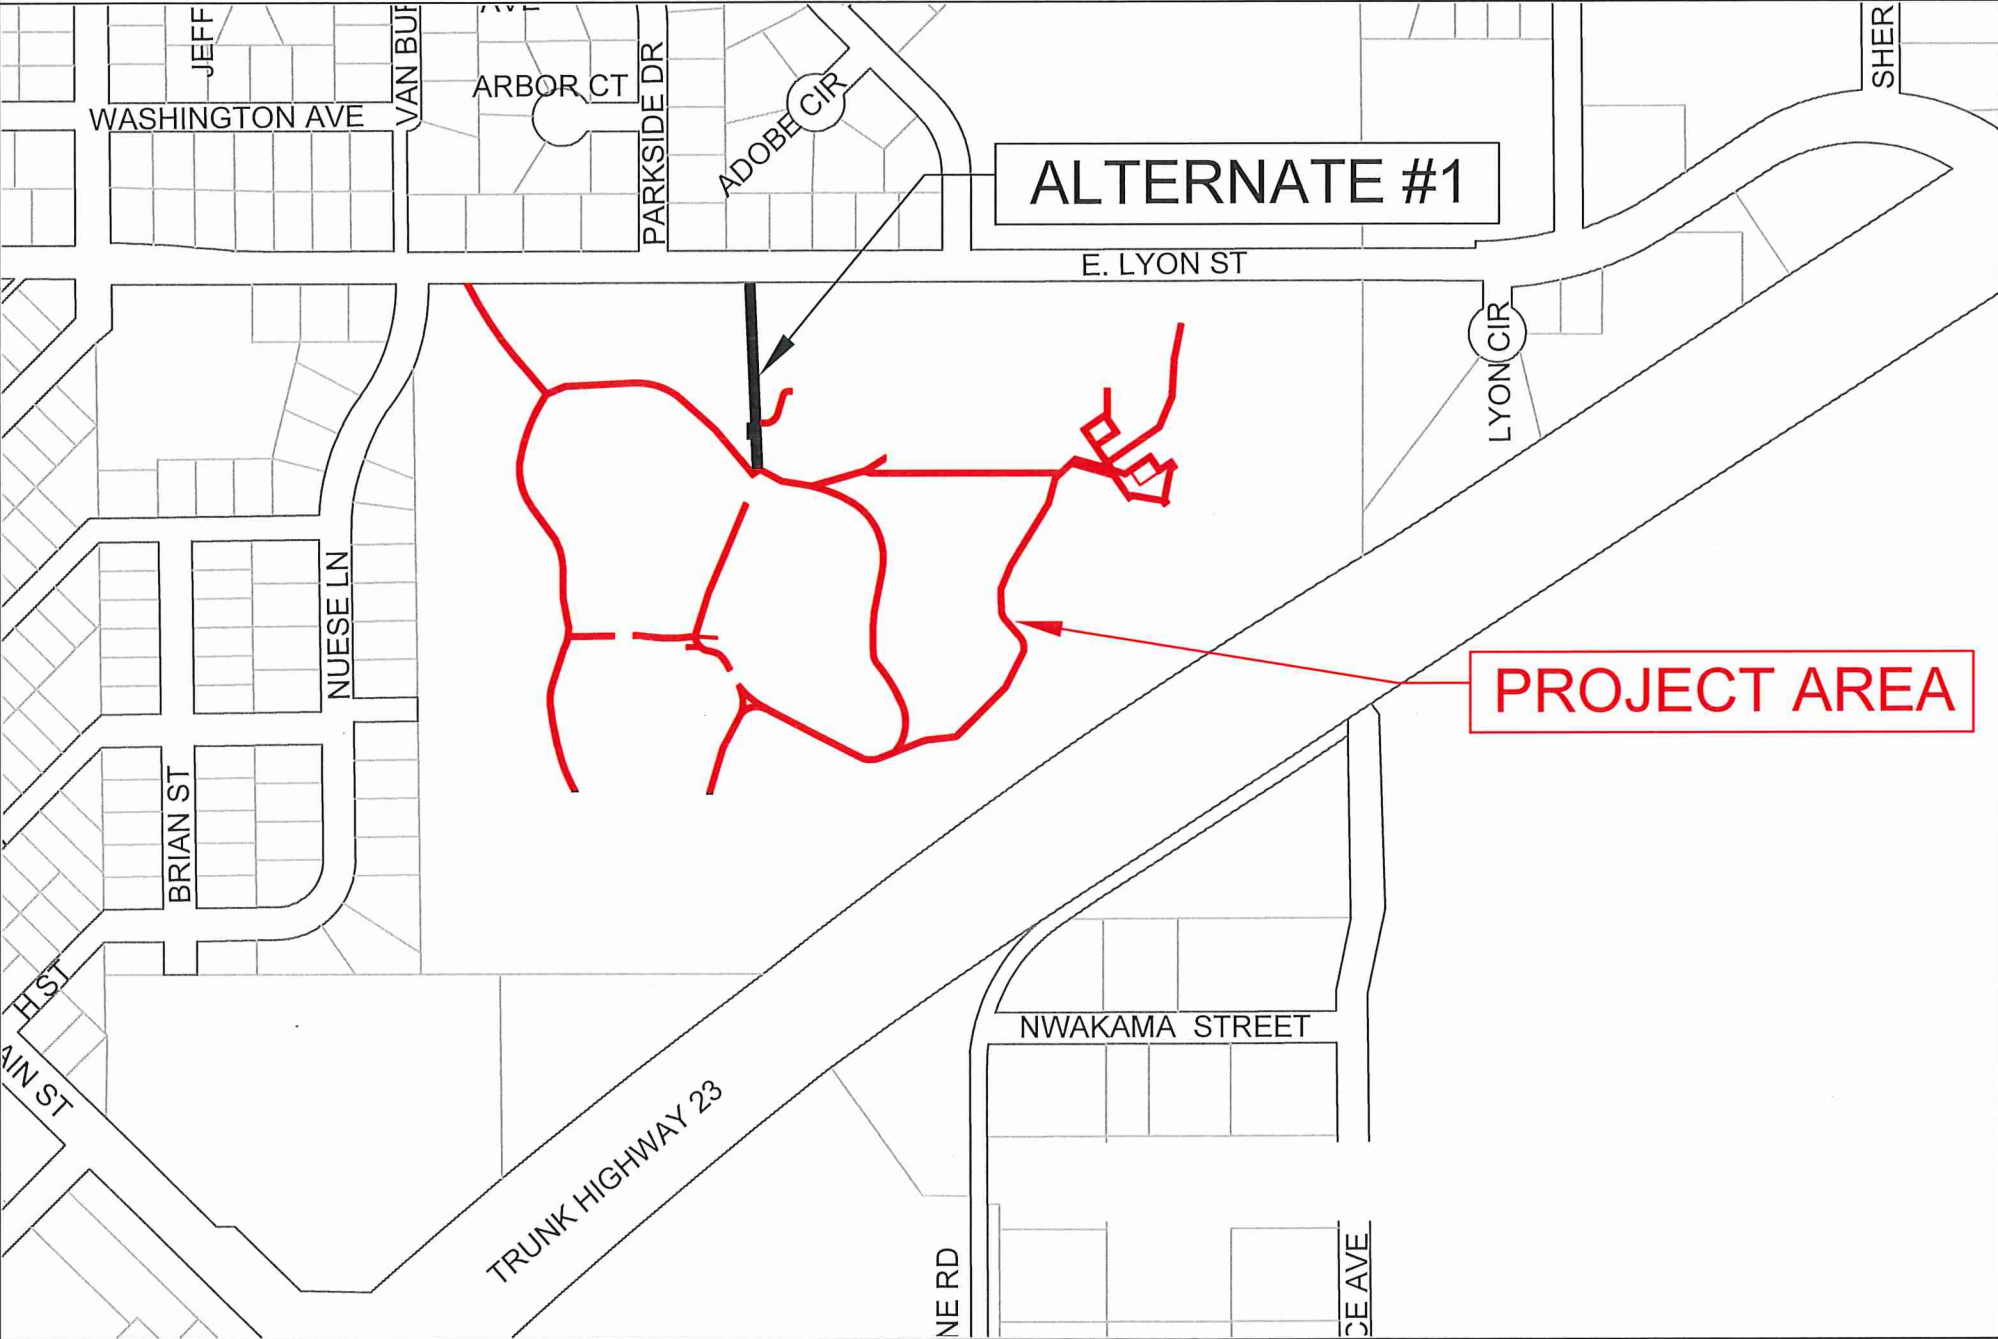 AVE
JEFF
VAN BUR
SHER
ARBOR CT
PARKSIDE DR
ADOBE CIR
WASHINGTON AVE
ALTERNATE #1
E. LYON ST
LYON CIR
NUESE LN
PROJECT AREA
BRIAN ST
H ST
AIN ST
NWAKAMA STREET
TRUNK HIGHWAY 23
NE RD
CE AVE